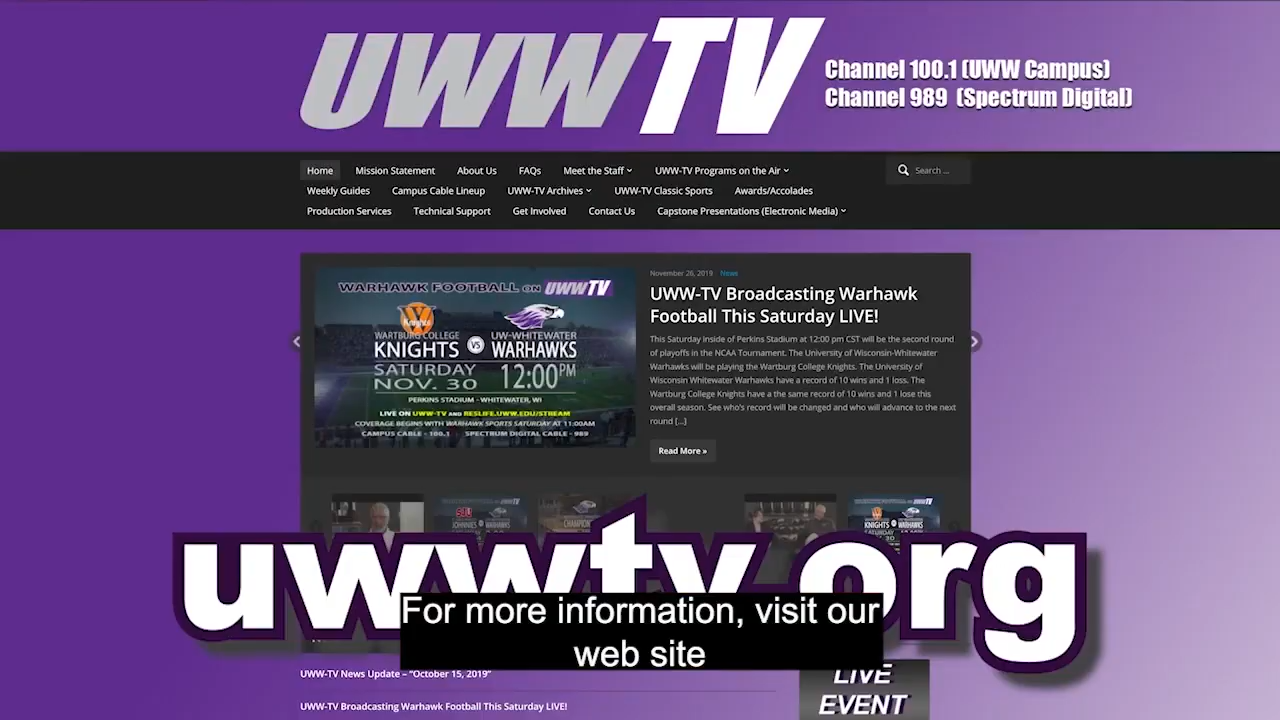 UWWTV
Channel 100.1 (UWW Campus)
Channel 989 (Spectrum Digital)
Home Mission Statement About Us FAQs Meet the Staff UWW-TV Programs on the Air Search ...
Weekly Guides Campus Cable Lineup UWW-TV Archives UWW-TV Classic Sports Awards/Accolades
Production Services Technical Support Get Involved Contact Us Capstone Presentations (Electronic Media)
WARHAWK FOOTBALL ON UWWTV
Knights
WARTBURG COLLEGE
KNIGHTS
VS
UW-WHITEWATER
WARHAWKS
SATURDAY
NOV. 30
12:00PM
PERKINS STADIUM - WHITEWATER, WI
LIVE ON UWW-TV AND RESLIFE.UWW.EDU/STREAM
COVERAGE BEGINS WITH WARHAWK SPORTS SATURDAY AT 11:00AM
CAMPUS CABLE - 100.1 SPECTRUM DIGITAL CABLE - 989
November 26, 2019 News
UWW-TV Broadcasting Warhawk
Football This Saturday LIVE!
This Saturday inside of Perkins Stadium at 12:00 pm CST will be the second round
of playoffs in the NCAA Tournament. The University of Wisconsin-Whitewater
Warhawks will be playing the Wartburg College Knights. The University of
Wisconsin Whitewater Warhawks have a record of 10 wins and 1 loss. The
Wartburg College Knights have a the same record of 10 wins and 1 lose this
overall season. See who's record will be changed and who will advance to the next
round [...]
Read More »
SJU
JOHNNIES
WARHAWKS
CHAMPION
KNIGHTS
WARHAWKS
uwwtv.org
For more information, visit our
web site
UWW-TV News Update – "October 15, 2019"
UWW-TV Broadcasting Warhawk Football This Saturday LIVE!
LIVE
EVENT